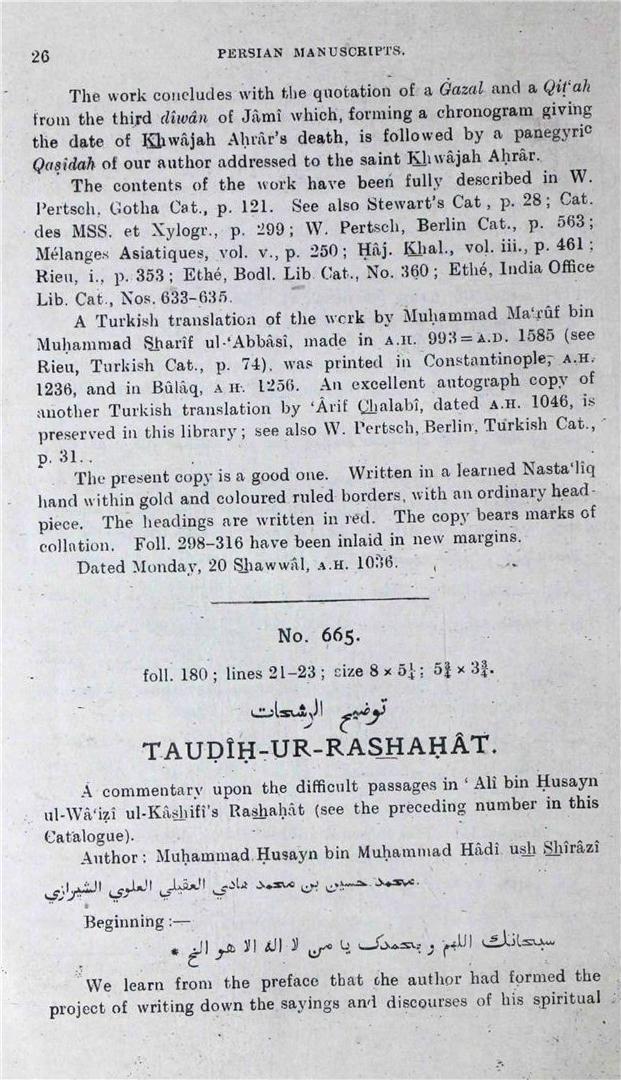 26 PERSIAN MANUSCRIPTS.
The work concludes with the quotation of a Ġazal and a Qiṭ‘ah
from the third dîwân of Jâmî which, forming a chronogram giving
the date of Khwâjah Aḥrâr's death, is followed by a panegyric
Qaṣîdah of our author addressed to the saint Khwâjah Aḥrâr.
The contents of the work have been fully described in W.
Pertsch, Gotha Cat., p. 121. See also Stewart's Cat, p. 28; Cat.
des MSS. et Xylogr., p. 299; W. Pertsch, Berlin Cat., p. 563;
Mélanges Asiatiques, vol. v., p. 250; Ḥâj. Khal., vol. iii., p. 461;
Rieu, i., p. 353; Ethé, Bodl. Lib. Cat., No. 360; Ethé, India Office
Lib. Cat., Nos. 633-635.
A Turkish translation of the work by Muḥammad Ma‘rûf bin
Muḥammad Sharîf ul-‘Abbâsî, made in A.H. 993=A.D. 1585 (see
Rieu, Turkish Cat., p. 74), was printed in Constantinople, A.H.
1236, and in Bûlâq, A.H. 1256. An excellent autograph copy of
another Turkish translation by ‘Ârif Chalabî, dated A.H. 1046, is
preserved in this library; see also W. Pertsch, Berlin, Turkish Cat.,
p. 31.
The present copy is a good one. Written in a learned Nasta‘lîq
hand within gold and coloured ruled borders, with an ordinary head-
piece. The headings are written in red. The copy bears marks of
collation. Foll. 298-316 have been inlaid in new margins.
Dated Monday, 20 Shawwâl, A.H. 1036.
No. 665.
foll. 180; lines 21-23; size 8 × 5¼; 5¾ × 3¾.
توضيح الرشحات
TAUḌÎḤ-UR-RASHAḤÂT.
A commentary upon the difficult passages in ‘Alî bin Ḥusayn
ul-Wâ‘iẓî ul-Kâshifî's Rashaḥât (see the preceding number in this
Catalogue).
Author: Muḥammad Ḥusayn bin Muḥammad Hâdî ush Shîrâzî
محمد حسين بن محمد هادي العقيلي العلوي الشيرازي.
Beginning:—
سبحانك اللهم و بحمدك يا من لا اله الا هو الخ *
We learn from the preface that the author had formed the
project of writing down the sayings and discourses of his spiritual